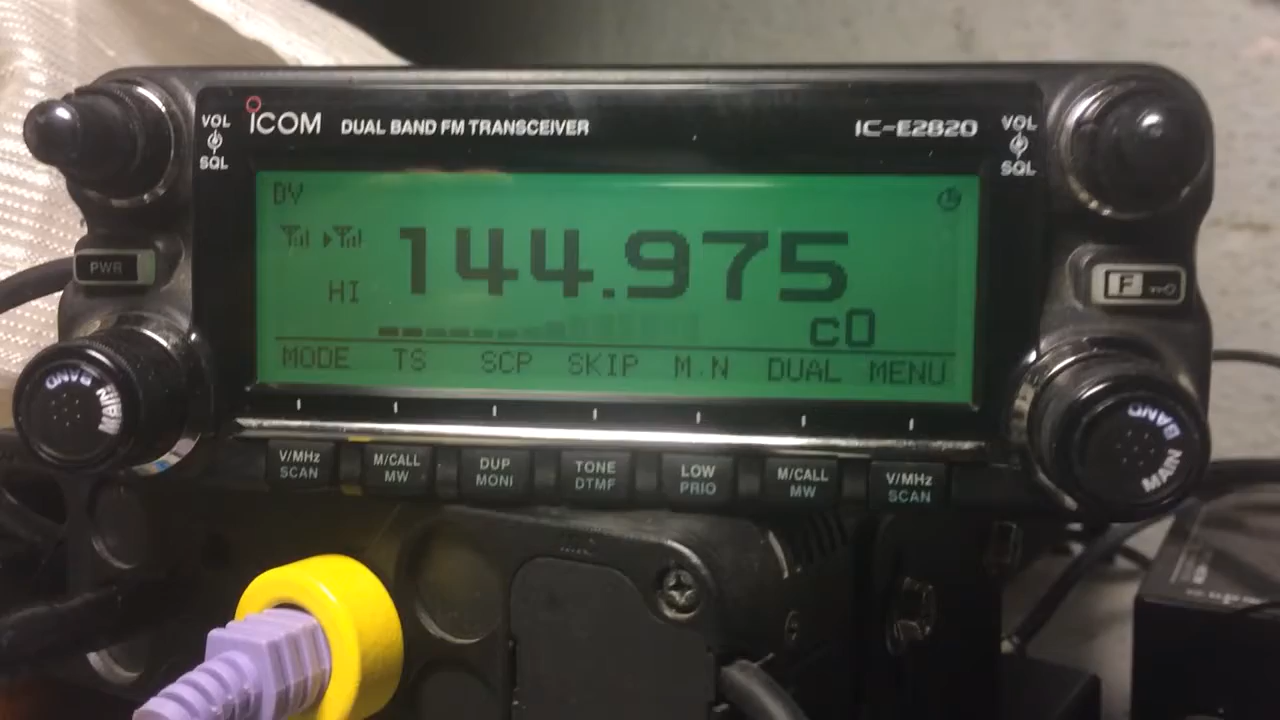 VOL
SQL
ICOM DUAL BAND FM TRANSCEIVER IC-E2820
VOL
SQL
DV
144.975
HI
c0
MODE TS SCP SKIP M.N DUAL MENU
PWR
F
MAIN BAND
MAIN BAND
V/MHz
SCAN
M/CALL
MW
DUP
MONI
TONE
DTMF
LOW
PRIO
M/CALL
MW
V/MHz
SCAN